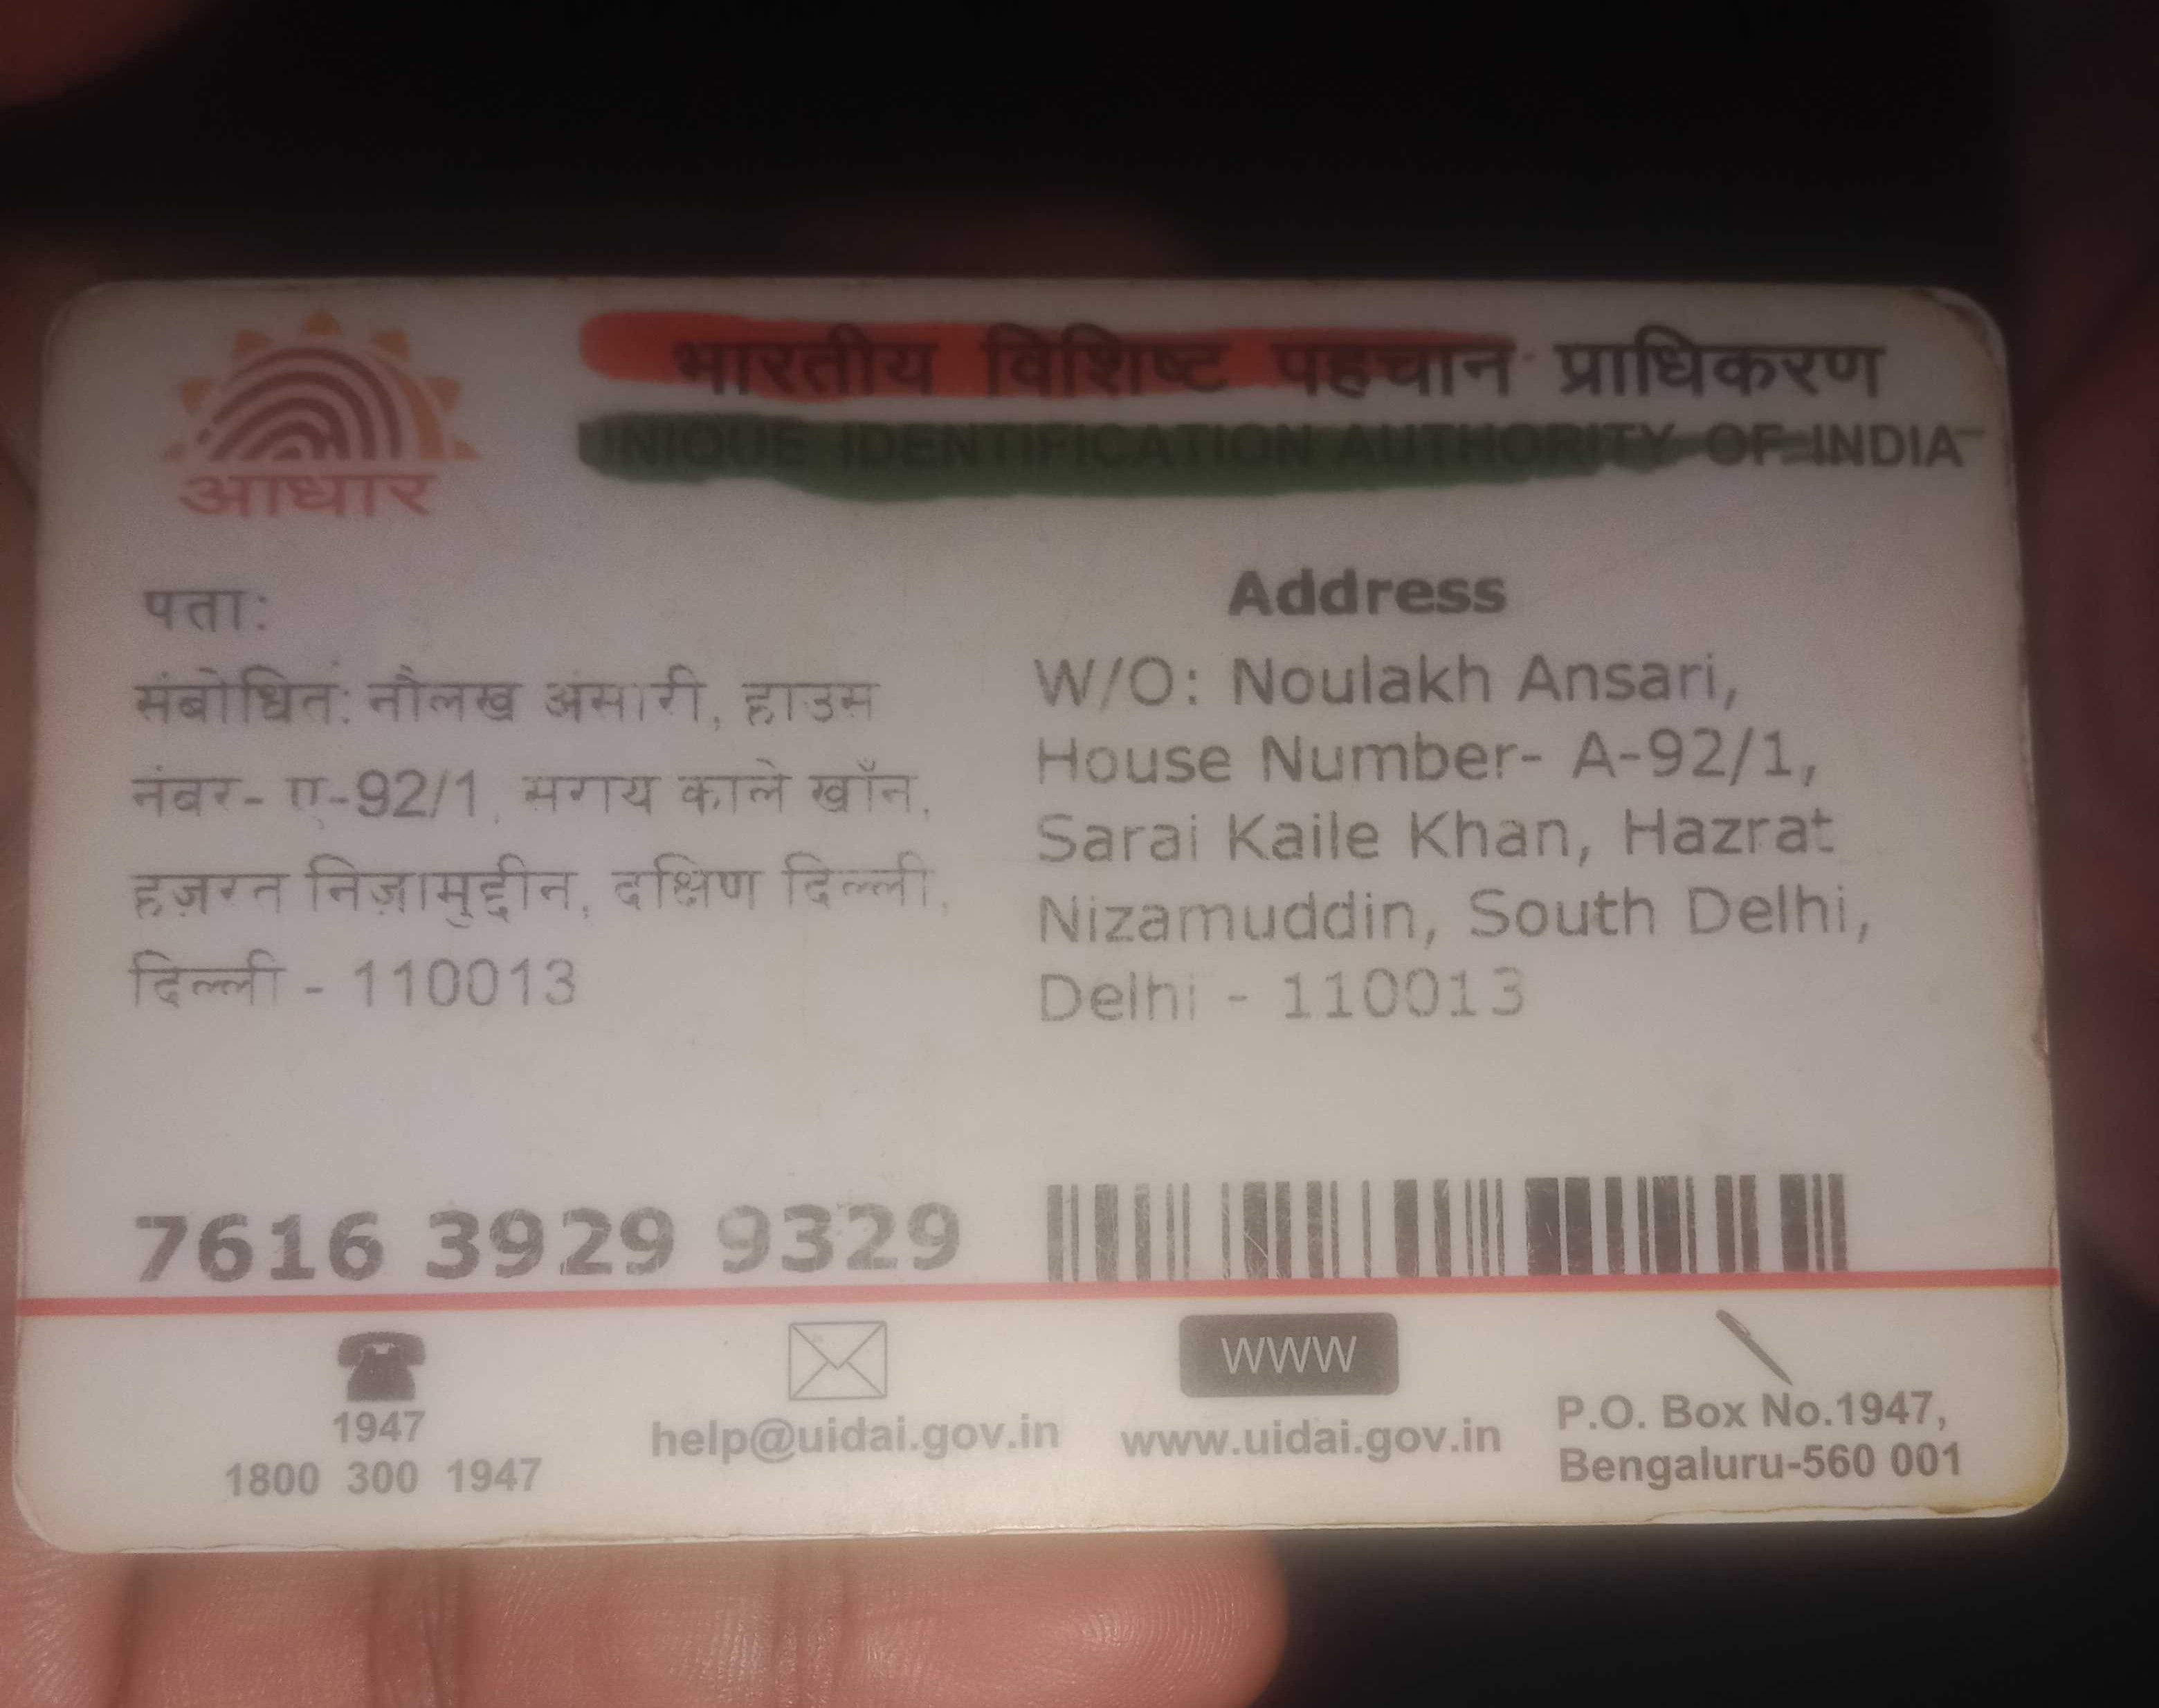 भारतीय विशिष्ट पहचान प्राधिकरण
UNIQUE IDENTIFICATION AUTHORITY OF INDIA
आधार
पता:
संबोधित: नौलख अंसारी, हाउस
नंबर- ए-92/1, सराय काले खाँन,
हज़रत निज़ामुद्दीन, दक्षिण दिल्ली,
दिल्ली - 110013
Address
W/O: Noulakh Ansari,
House Number- A-92/1,
Sarai Kaile Khan, Hazrat
Nizamuddin, South Delhi,
Delhi - 110013
7616 3929 9329
1947
1800 300 1947
help@uidai.gov.in
WWW
www.uidai.gov.in
P.O. Box No.1947,
Bengaluru-560 001